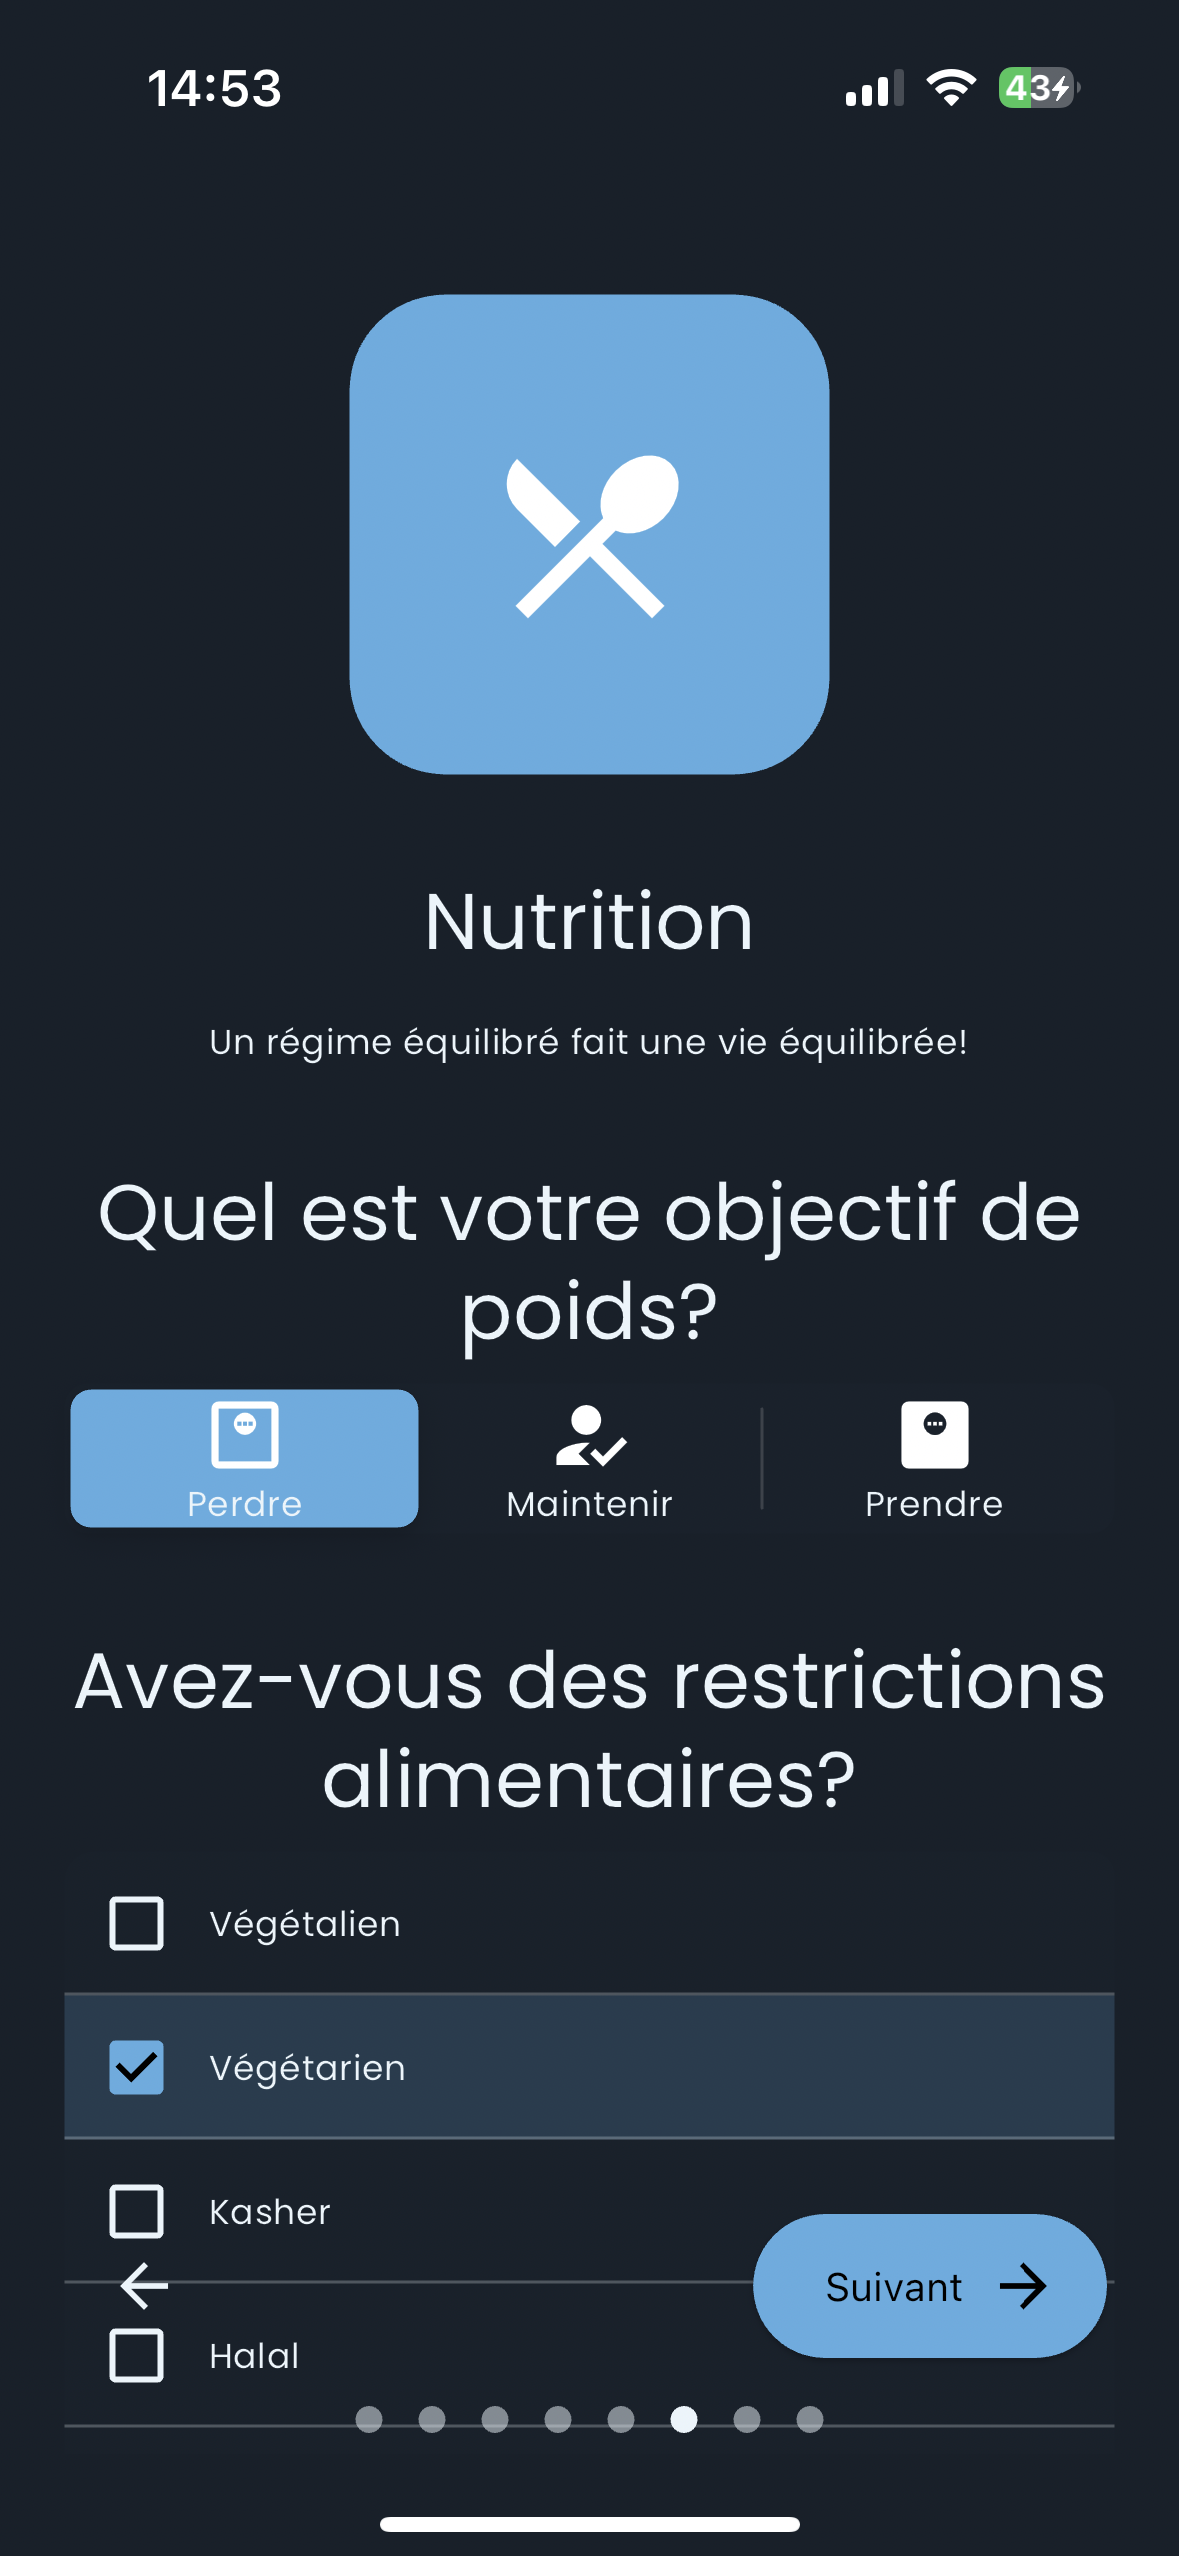 14:53
43
Nutrition
Un régime équilibré fait une vie équilibrée!
Quel est votre objectif de
poids?
Perdre
Maintenir
Prendre
Avez-vous des restrictions
alimentaires?
Végétalien
Végétarien
Kasher
Suivant
Halal